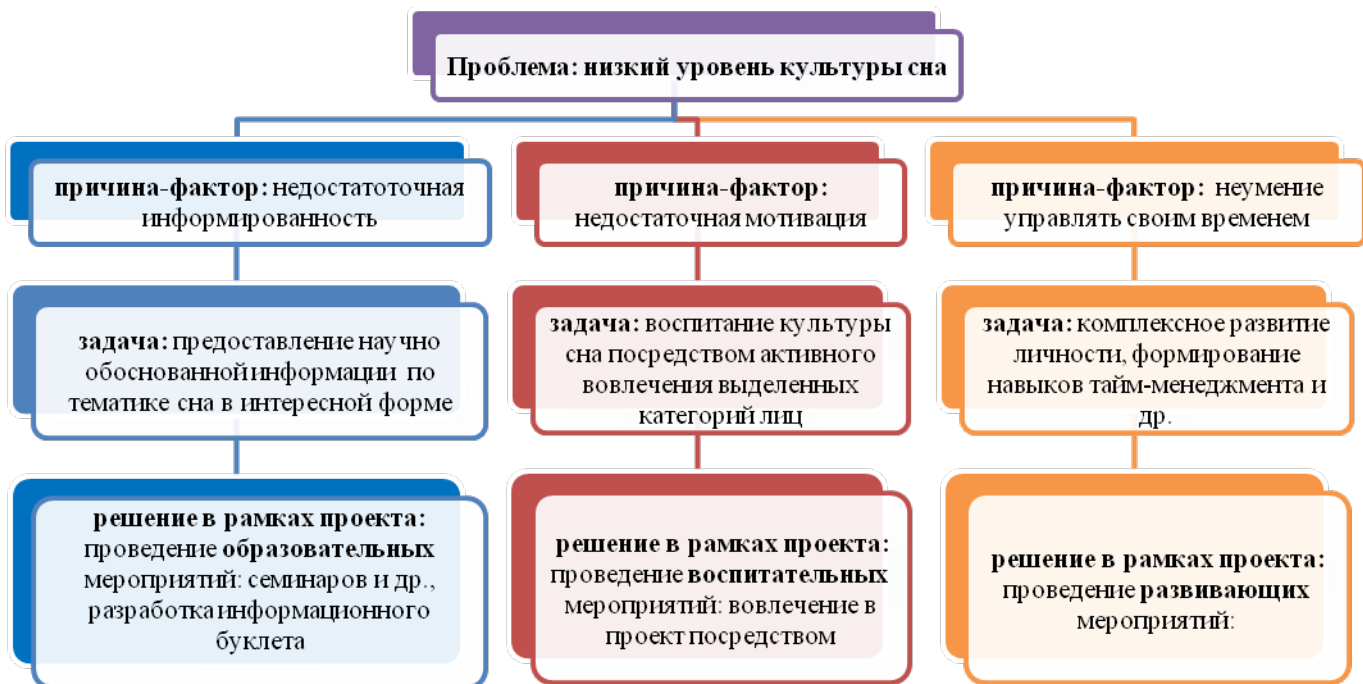 Проблема: низкий уровень культуры сна
причина-фактор: недостатоточная
информированность
причина-фактор:
недостаточная мотивация
причина-фактор: неумение
управлять своим временем
задача: предоставление научно
обоснованной информации по
тематике сна в интересной форме
задача: воспитание культуры
сна посредством активного
вовлечения выделенных
категорий лиц
задача: комплексное развитие
личности, формирование
навыков тайм-менеджмента и
др.
решение в рамках проекта:
проведение образовательных
мероприятий: семинаров и др.,
разработка информационного
буклета
решение в рамках проекта:
проведение воспитательных
мероприятий: вовлечение в
проект посредством
решение в рамках проекта:
проведение развивающих
мероприятий: